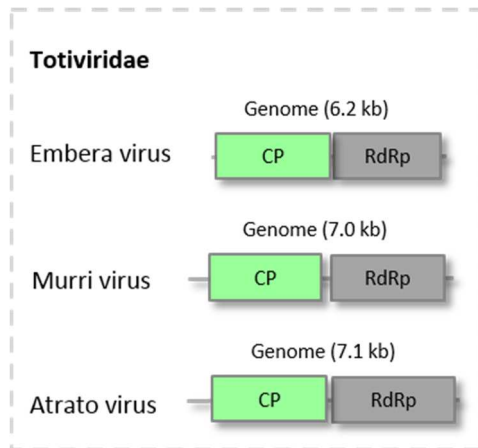 Totiviridae
Genome (6.2 kb)
Embera virus
CP
RdRp
Genome (7.0 kb)
Murri virus
CP
RdRp
Genome (7.1 kb)
Atrato virus
CP
RdRp